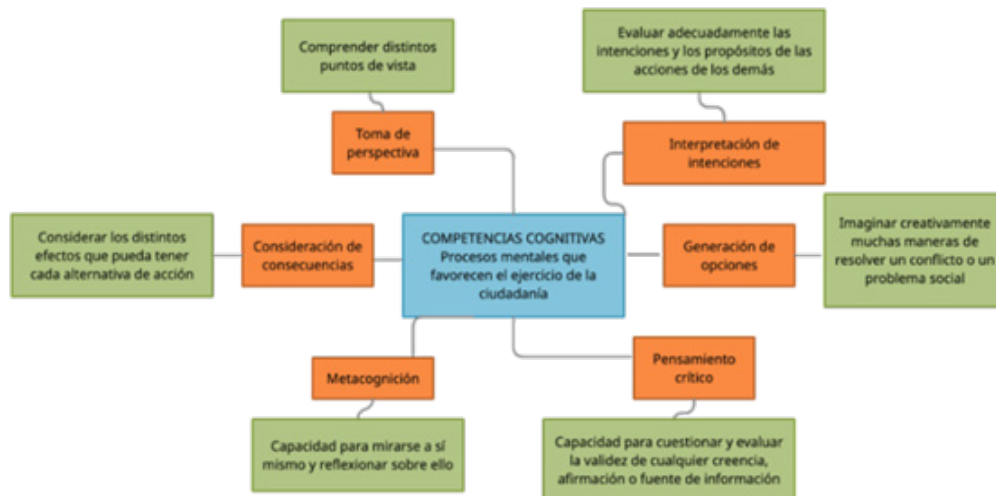 Comprender distintos
puntos de vista
Evaluar adecuadamente las
intenciones y los propósitos de las
acciones de los demás
Toma de
perspectiva
Interpretación de
intenciones
Considerar los distintos
efectos que pueda tener
cada alternativa de acción
Consideración de
consecuencias
COMPETENCIAS COGNITIVAS
Procesos mentales que
favorecen el ejercicio de la
ciudadanía
Generación de
opciones
Imaginar creativamente
muchas maneras de
resolver un conflicto o un
problema social
Metacognición
Pensamiento
crítico
Capacidad para mirarse a sí
mismo y reflexionar sobre ello
Capacidad para cuestionar y evaluar
la validez de cualquier creencia,
afirmación o fuente de información